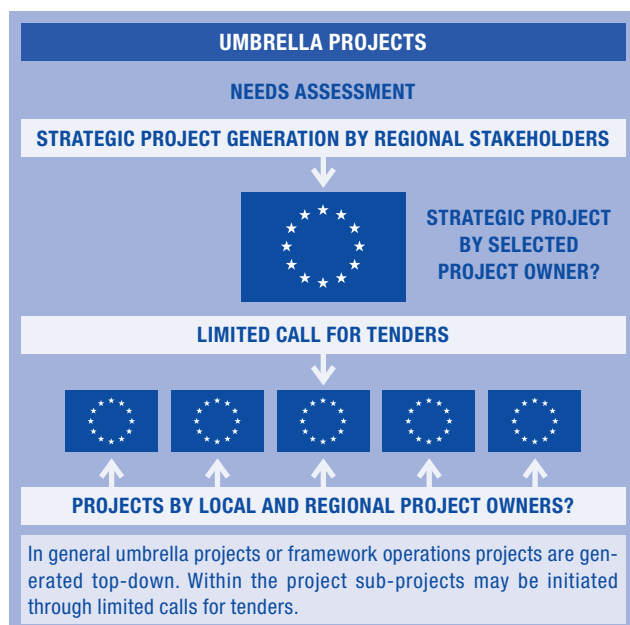 UMBRELLA PROJECTS
NEEDS ASSESSMENT
STRATEGIC PROJECT GENERATION BY REGIONAL STAKEHOLDERS
STRATEGIC PROJECT
BY SELECTED
PROJECT OWNER?
LIMITED CALL FOR TENDERS
PROJECTS BY LOCAL AND REGIONAL PROJECT OWNERS?
In general umbrella projects or framework operations projects are gen-
erated top-down. Within the project sub-projects may be initiated
through limited calls for tenders.